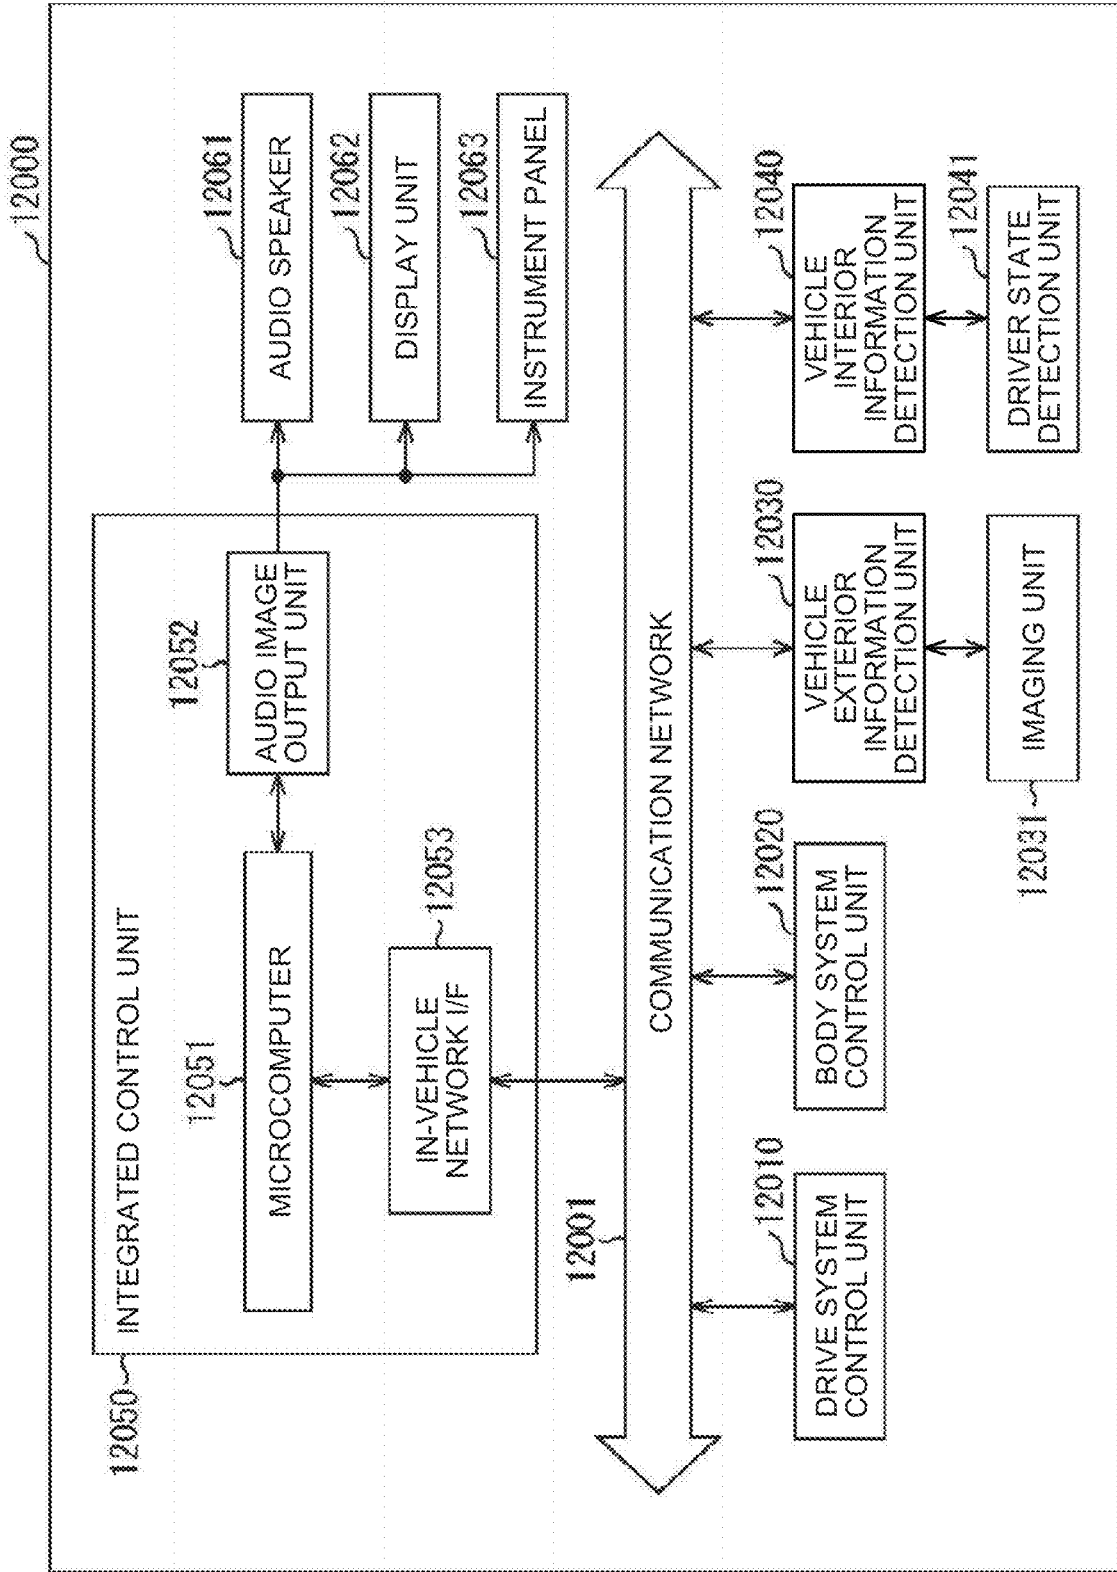 12000
12050
INTEGRATED CONTROL UNIT
12051
MICROCOMPUTER
12052
AUDIO IMAGE
OUTPUT UNIT
12053
IN-VEHICLE
NETWORK I/F
12061
AUDIO SPEAKER
12062
DISPLAY UNIT
12063
INSTRUMENT PANEL
12001
COMMUNICATION NETWORK
12010
DRIVE SYSTEM
CONTROL UNIT
12020
BODY SYSTEM
CONTROL UNIT
12030
VEHICLE
EXTERIOR
INFORMATION
DETECTION UNIT
12031
IMAGING UNIT
12040
VEHICLE
INTERIOR
INFORMATION
DETECTION UNIT
12041
DRIVER STATE
DETECTION UNIT